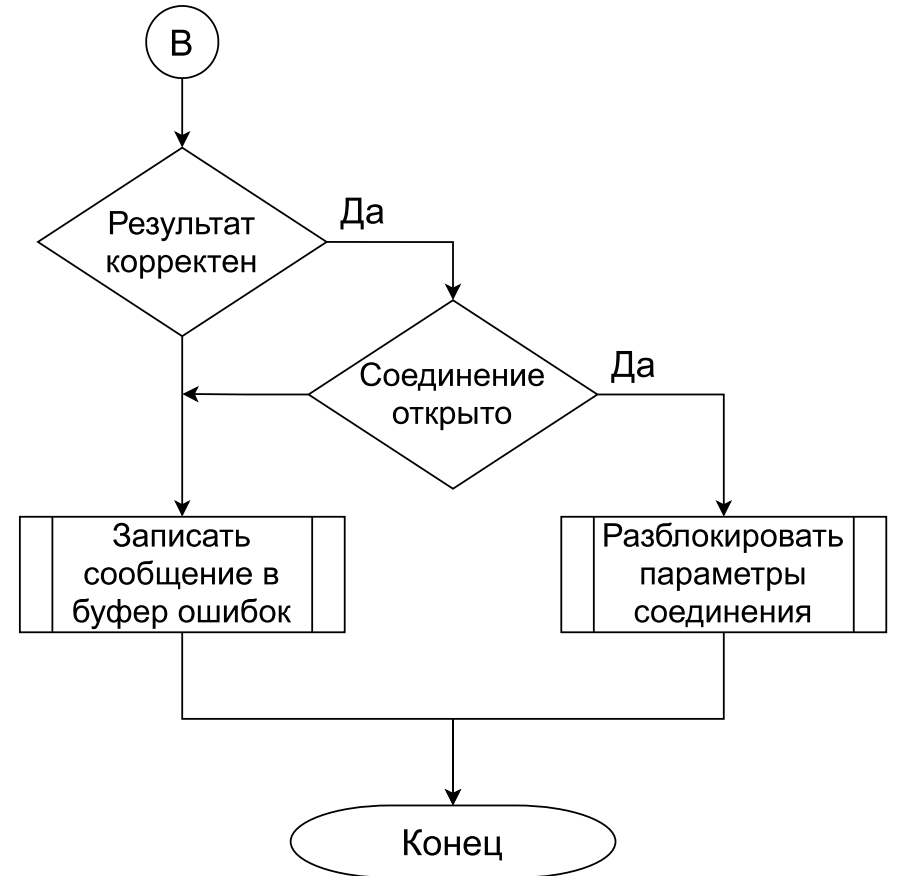 В
Результат
корректен
Да
Соединение
открыто
Да
Записать
сообщение в
буфер ошибок
Разблокировать
параметры
соединения
Конец